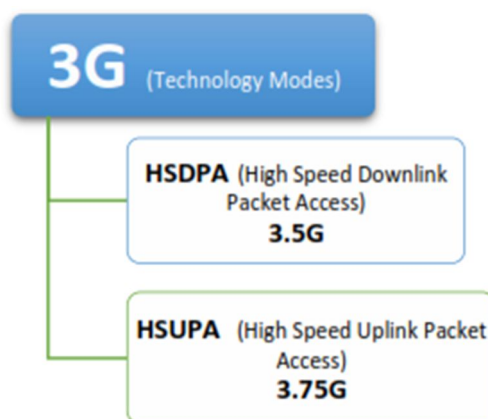 3G (Technology Modes)
HSDPA (High Speed Downlink
Packet Access)
3.5G
HSUPA (High Speed Uplink Packet
Access)
3.75G